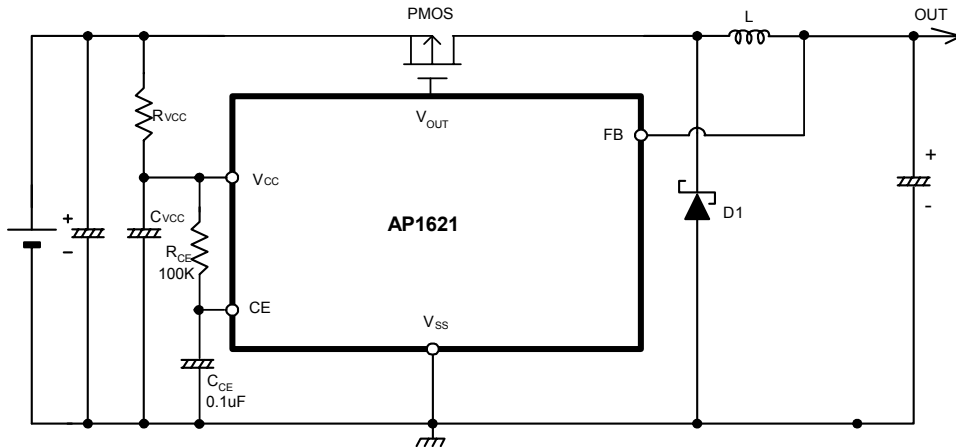 PMOS
L
OUT
RVCC
VOUT
FB
+
VCC
+
-
CVCC
AP1621
D1
-
RCE
100K
CE
VSS
CCE
0.1uF